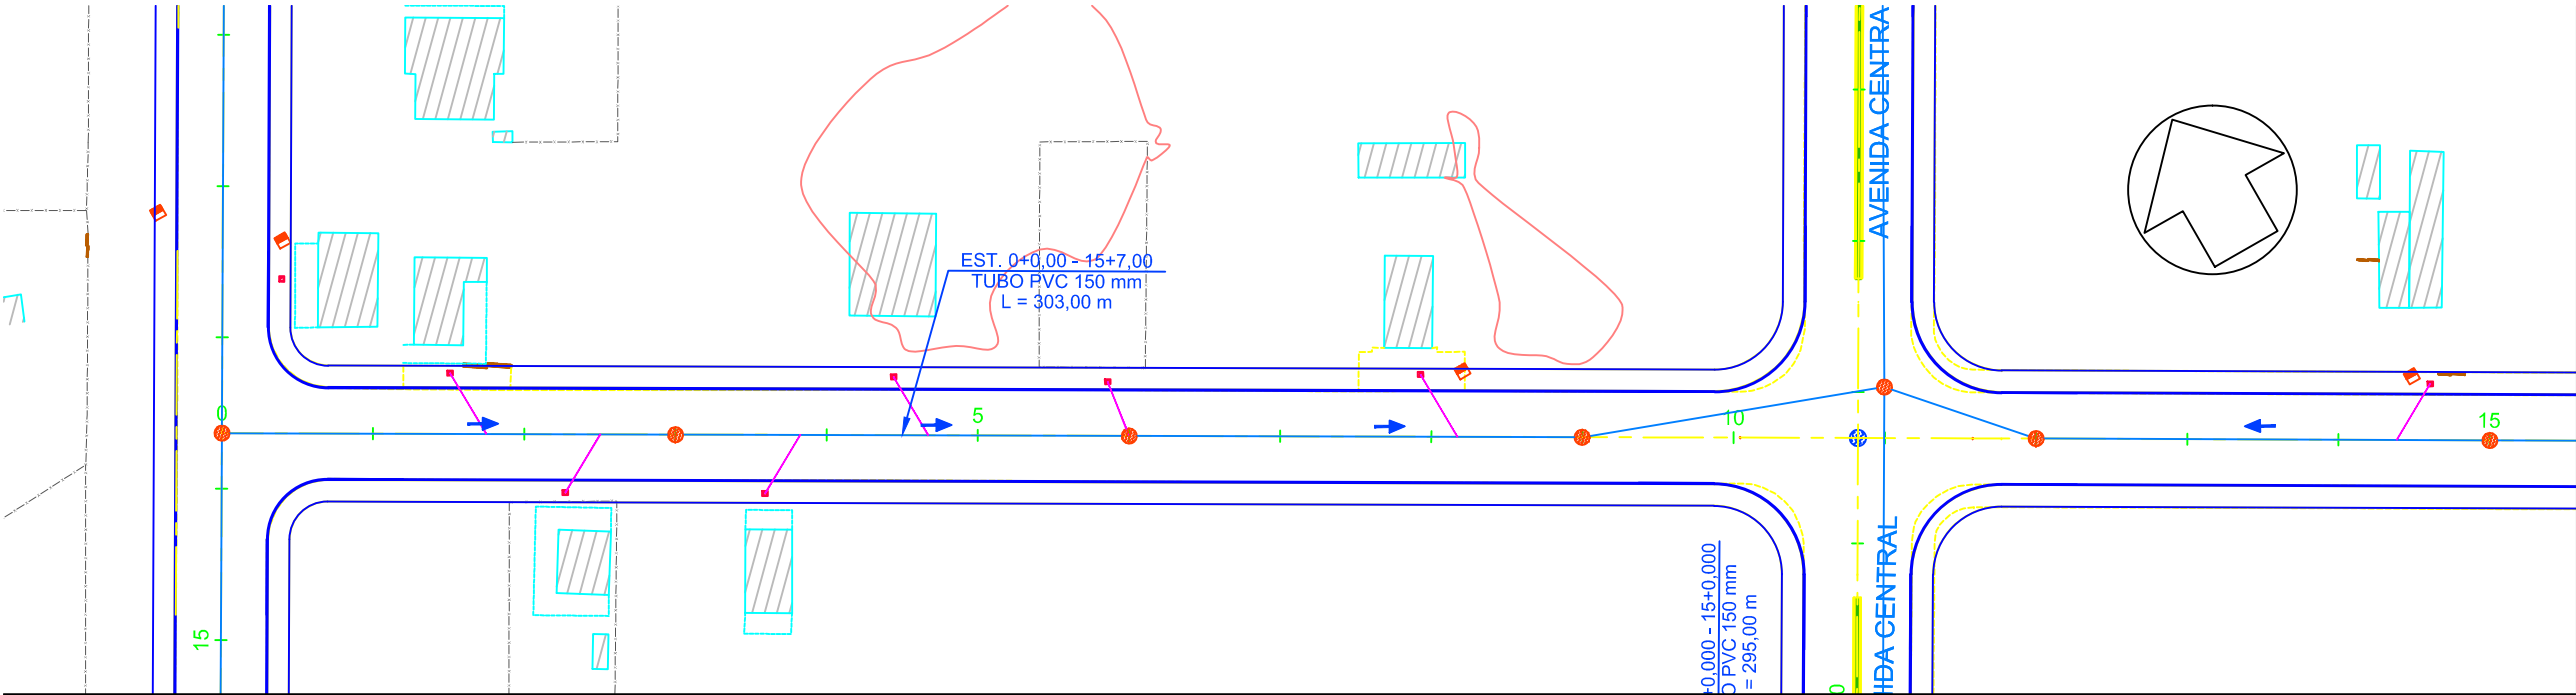 AVENIDA CENTRA
EST. 0+0,00 - 15+7,00
TUBO PVC 150 mm
L = 303,00 m
0
5
10
15
15
+0,000 - 15+0,000
O PVC 150 mm
= 295,00 m
NIDA CENTRAL
0